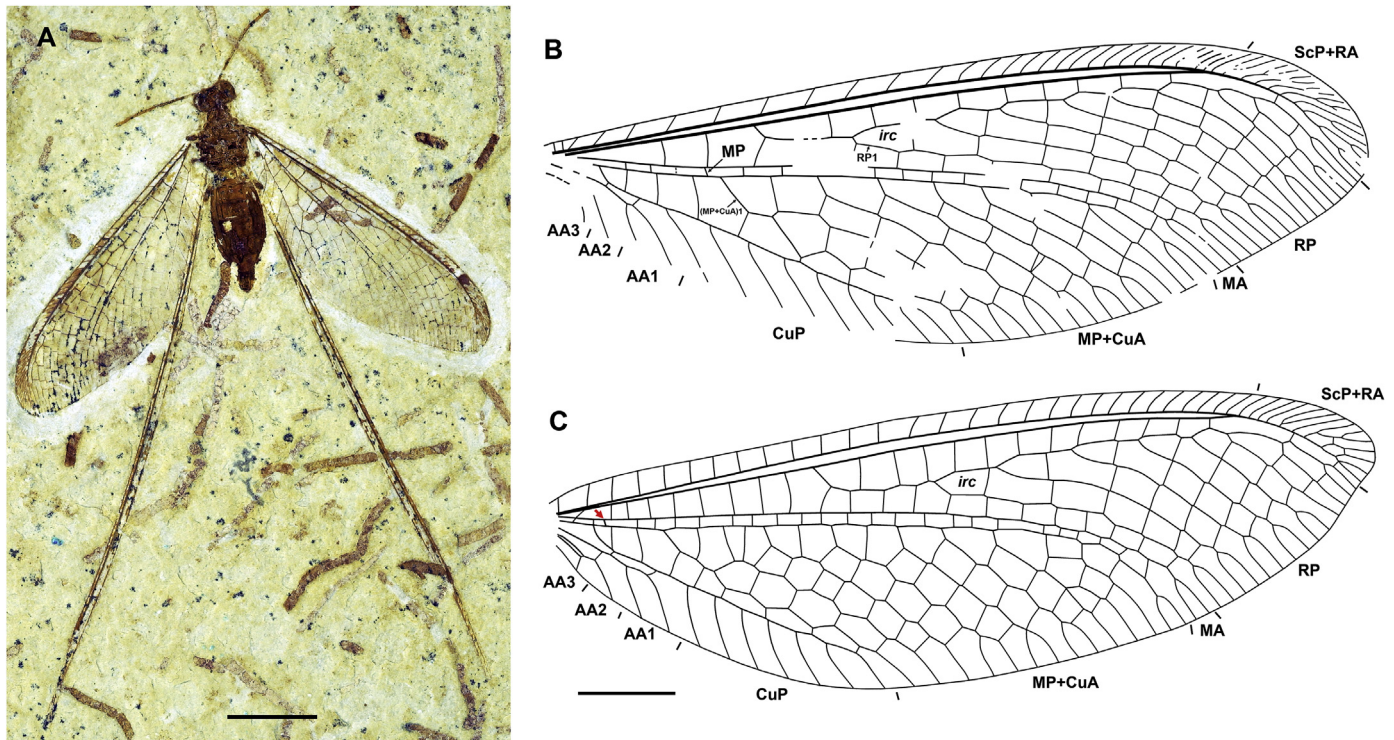 A
B
ScP+RA
irc
MP
RP1
(MP+CuA)1
AA3
AA2
AA1
RP
MA
CuP
MP+CuA
C
ScP+RA
irc
AA3
AA2
AA1
RP
MA
CuP
MP+CuA